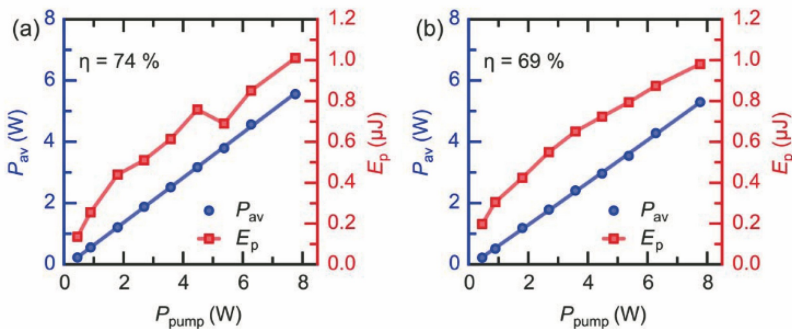 (a)
η = 74 %
8
6
4
2
0
P_av (W)
1.2
1.0
0.8
0.6
0.4
0.2
0.0
E_p (μJ)
P_av
E_p
0 2 4 6 8
P_pump (W)
(b)
η = 69 %
8
6
4
2
0
P_av (W)
1.2
1.0
0.8
0.6
0.4
0.2
0.0
E_p (μJ)
P_av
E_p
0 2 4 6 8
P_pump (W)